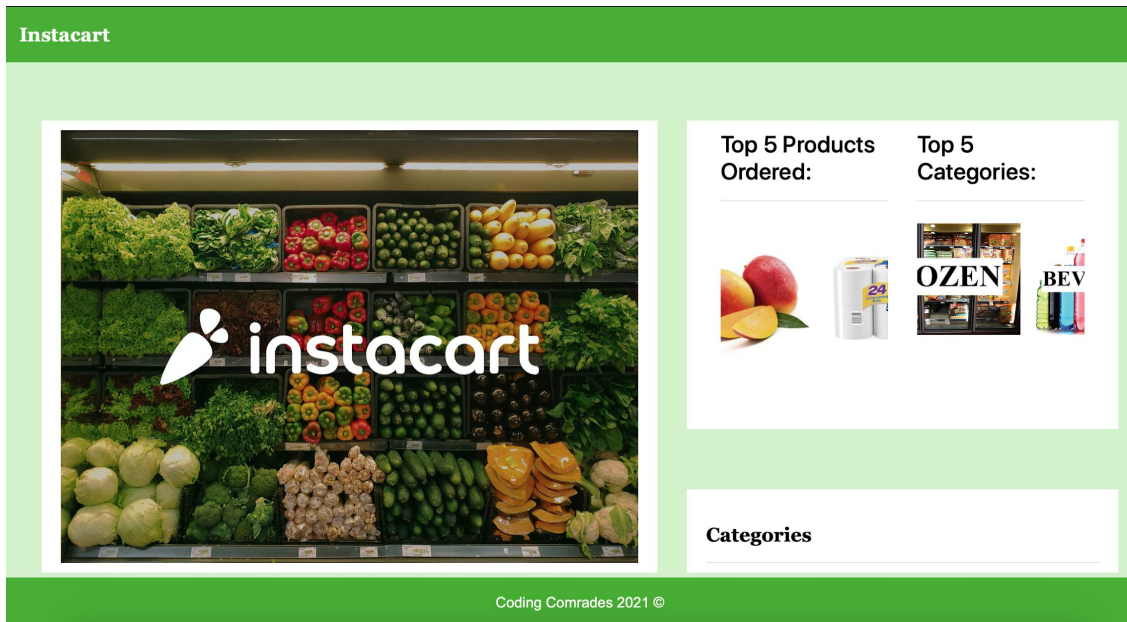 Instacart
instacart
Top 5 Products
Ordered:
24
Top 5
Categories:
OZEN
BEV
Categories
Coding Comrades 2021 ©